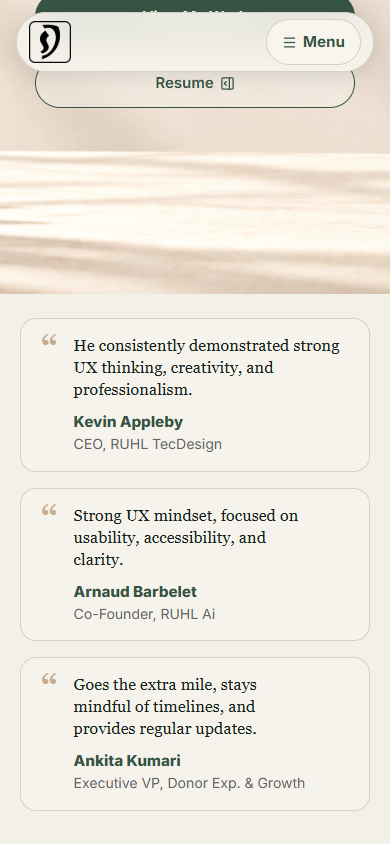 Menu
Resume
“
He consistently demonstrated strong
UX thinking, creativity, and
professionalism.
Kevin Appleby
CEO, RUHL TecDesign
“
Strong UX mindset, focused on
usability, accessibility, and
clarity.
Arnaud Barbelet
Co-Founder, RUHL Ai
“
Goes the extra mile, stays
mindful of timelines, and
provides regular updates.
Ankita Kumari
Executive VP, Donor Exp. & Growth